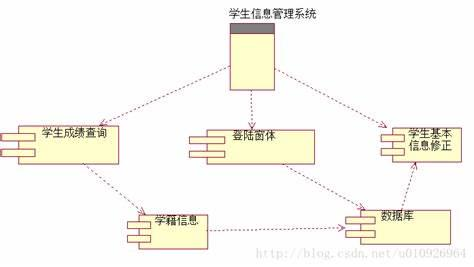 学生信息管理系统
学生成绩查询
登陆窗体
学生基本
信息修正
学籍信息
数据库
http://blog.csdn.net/u010926964